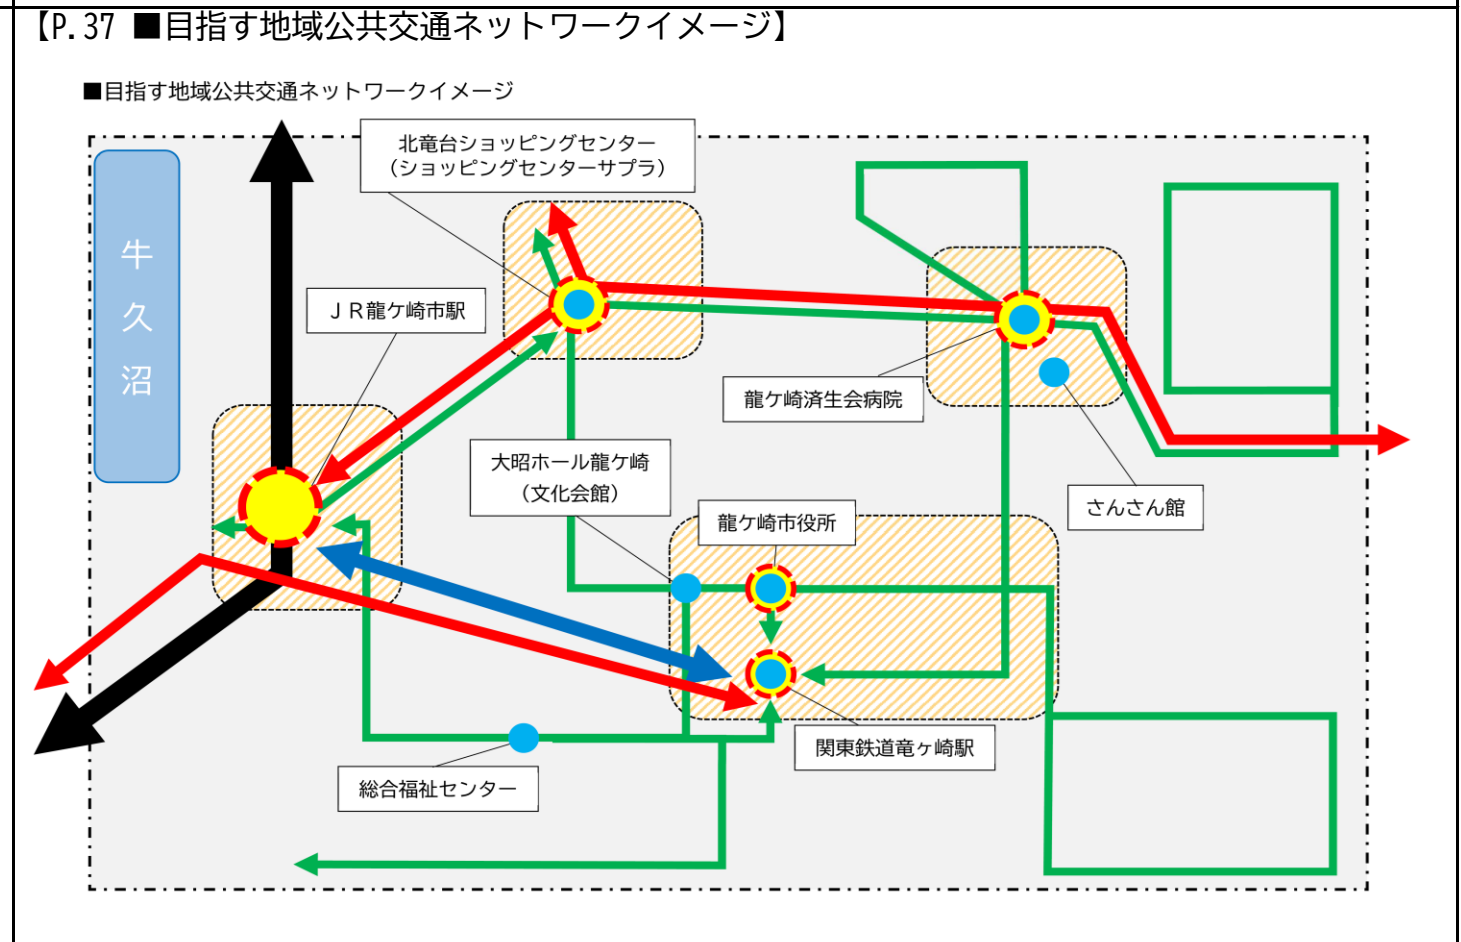 【P.37 ■目指す地域公共交通ネットワークイメージ】
■目指す地域公共交通ネットワークイメージ
北竜台ショッピングセンター
（ショッピングセンターサプラ）
牛久沼
ＪＲ龍ケ崎市駅
龍ケ崎済生会病院
大昭ホール龍ケ崎
（文化会館）
龍ケ崎市役所
さんさん館
関東鉄道竜ヶ崎駅
総合福祉センター